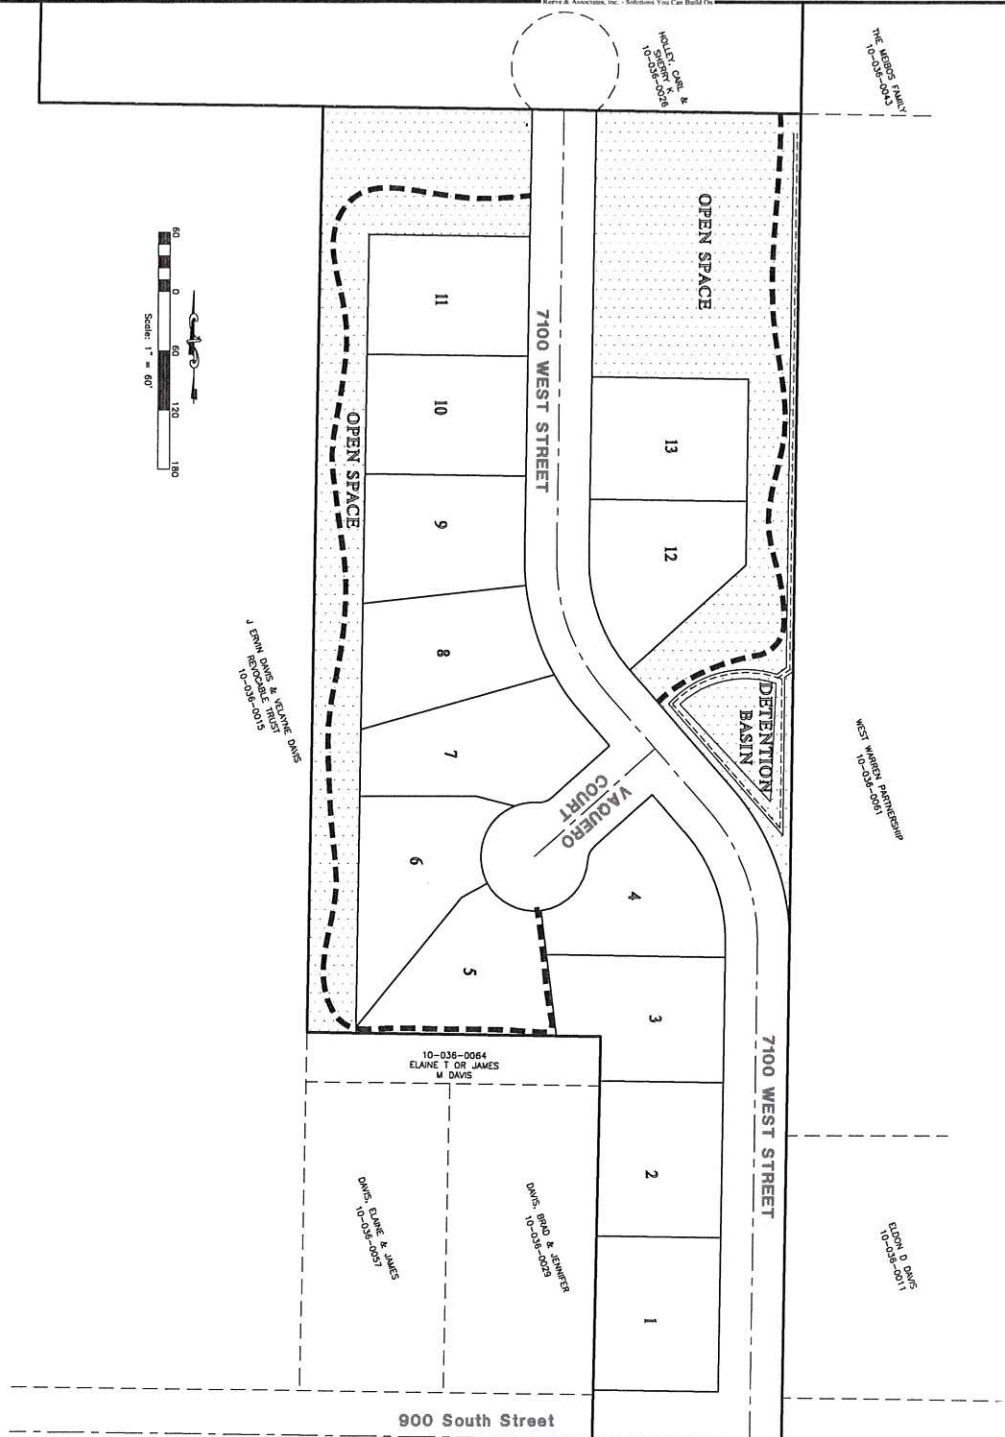 Reeve & Associates, Inc. - Solutions You Can Build On
THE MEIBOS FAMILY
10-036-0043
HOLLEY, CARL &
SHERRY K
10-036-0026
OPEN SPACE
11
7100 WEST STREET
60 0 60 120 180
Scale: 1" = 60'
10
13
OPEN SPACE
9
12
8
J ERVIN DAVIS & VELAYNE DAVIS
REVOCABLE TRUST
10-036-0015
7
DETENTION
BASIN
WEST WARREN PARTNERSHIP
10-036-0061
VAQUERO
COURT
6
4
5
3
10-036-0064
ELAINE T OR JAMES
M DAVIS
7100 WEST STREET
2
DAVIS, ELAINE & JAMES
10-036-0057
DAVIS, BRAD & JENNIFER
10-036-0029
ELDON D DAVIS
10-036-0011
1
900 South Street